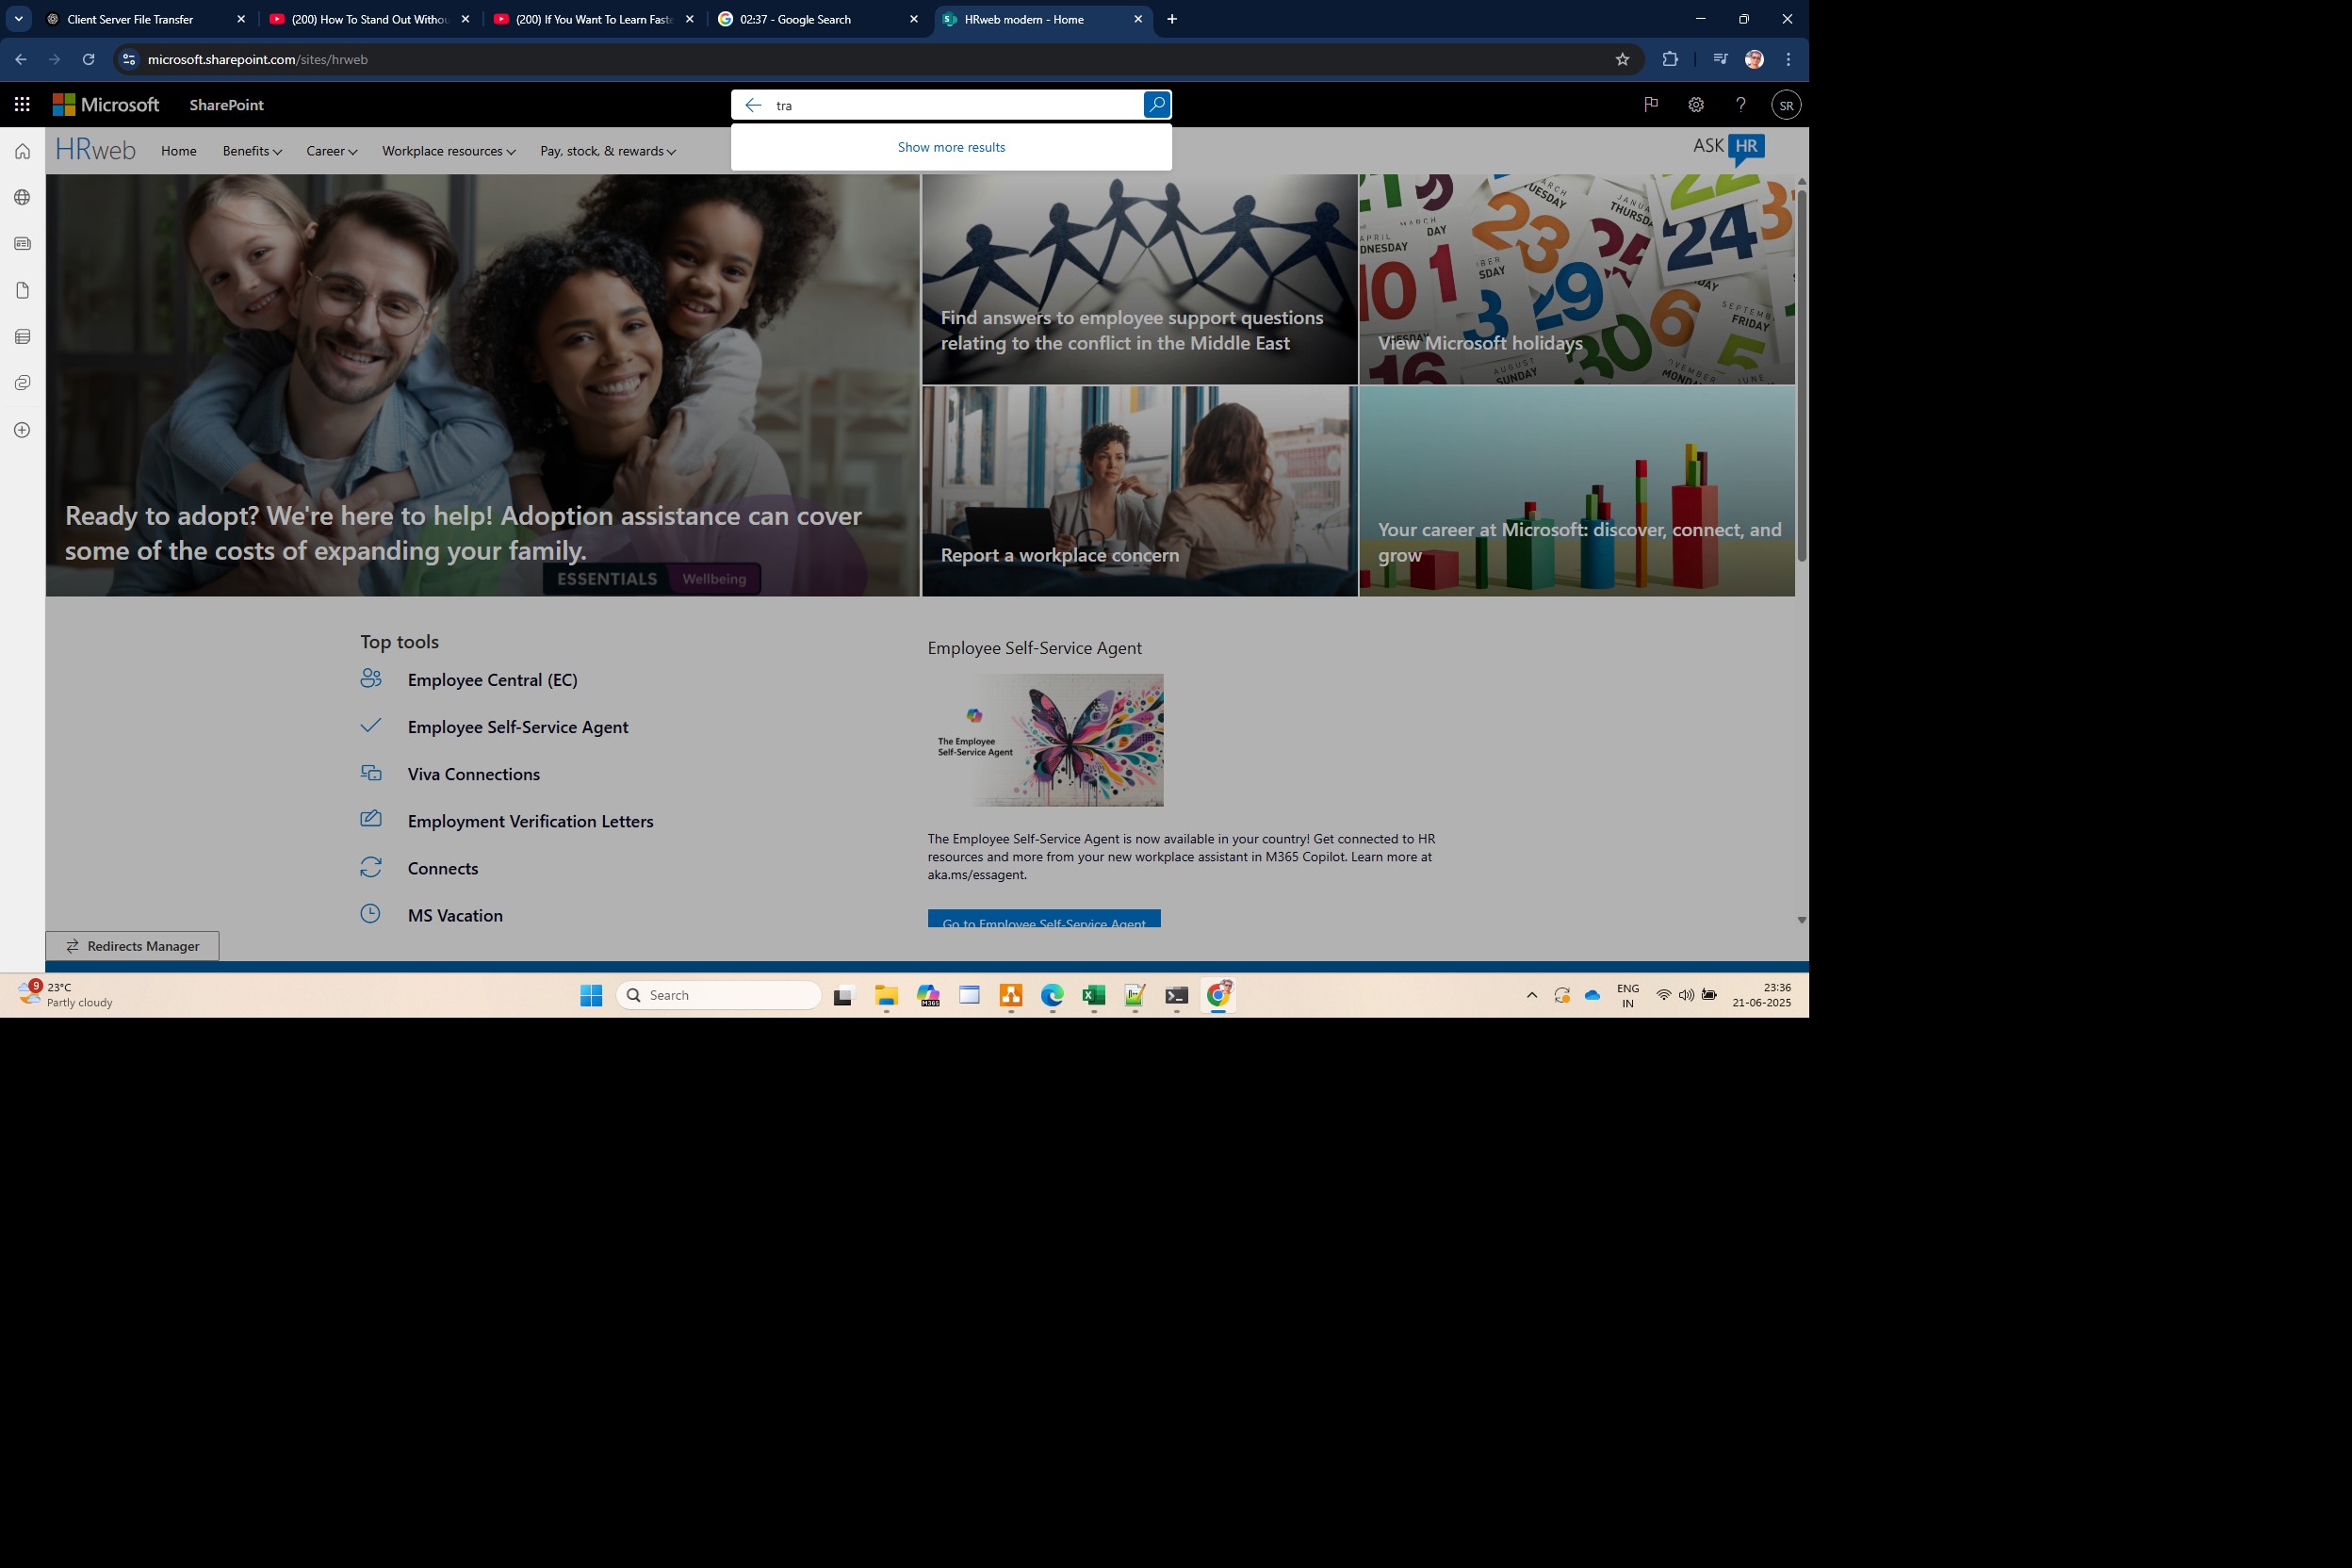 Client Server File Transfer
(200) How To Stand Out Withou
(200) If You Want To Learn Faste
02:37 - Google Search
HRweb modern - Home
microsoft.sharepoint.com/sites/hrweb
Microsoft
SharePoint
tra
SR
Show more results
HRweb
Home
Benefits
Career
Workplace resources
Pay, stock, & rewards
ASK HR
Ready to adopt? We're here to help! Adoption assistance can cover
some of the costs of expanding your family.
ESSENTIALS Wellbeing
Find answers to employee support questions
relating to the conflict in the Middle East
View Microsoft holidays
Report a workplace concern
Your career at Microsoft: discover, connect, and
grow
Top tools
Employee Central (EC)
Employee Self-Service Agent
Viva Connections
Employment Verification Letters
Connects
MS Vacation
Employee Self-Service Agent
The Employee
Self-Service Agent
The Employee Self-Service Agent is now available in your country! Get connected to HR
resources and more from your new workplace assistant in M365 Copilot. Learn more at
aka.ms/essagent.
Go to Employee Self-Service Agent
Redirects Manager
9
23°C
Partly cloudy
Search
M365
ENG
IN
23:36
21-06-2025